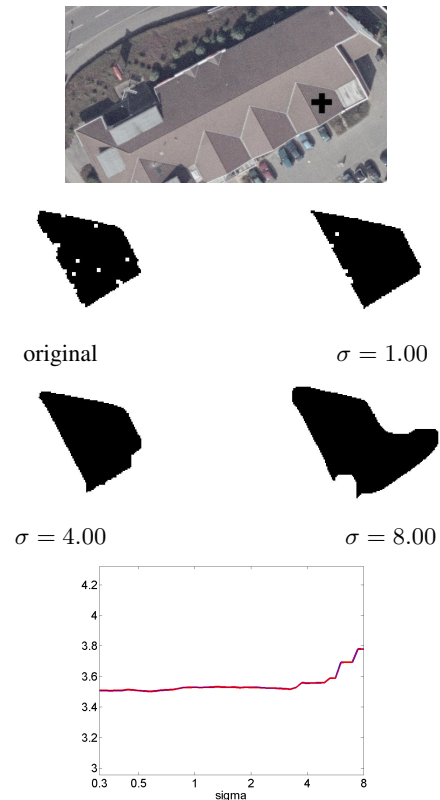 original
σ = 1.00
σ = 4.00
σ = 8.00
4.2
4
3.8
3.6
3.4
3.2
3
0.3 0.5 1 2 4 8
sigma